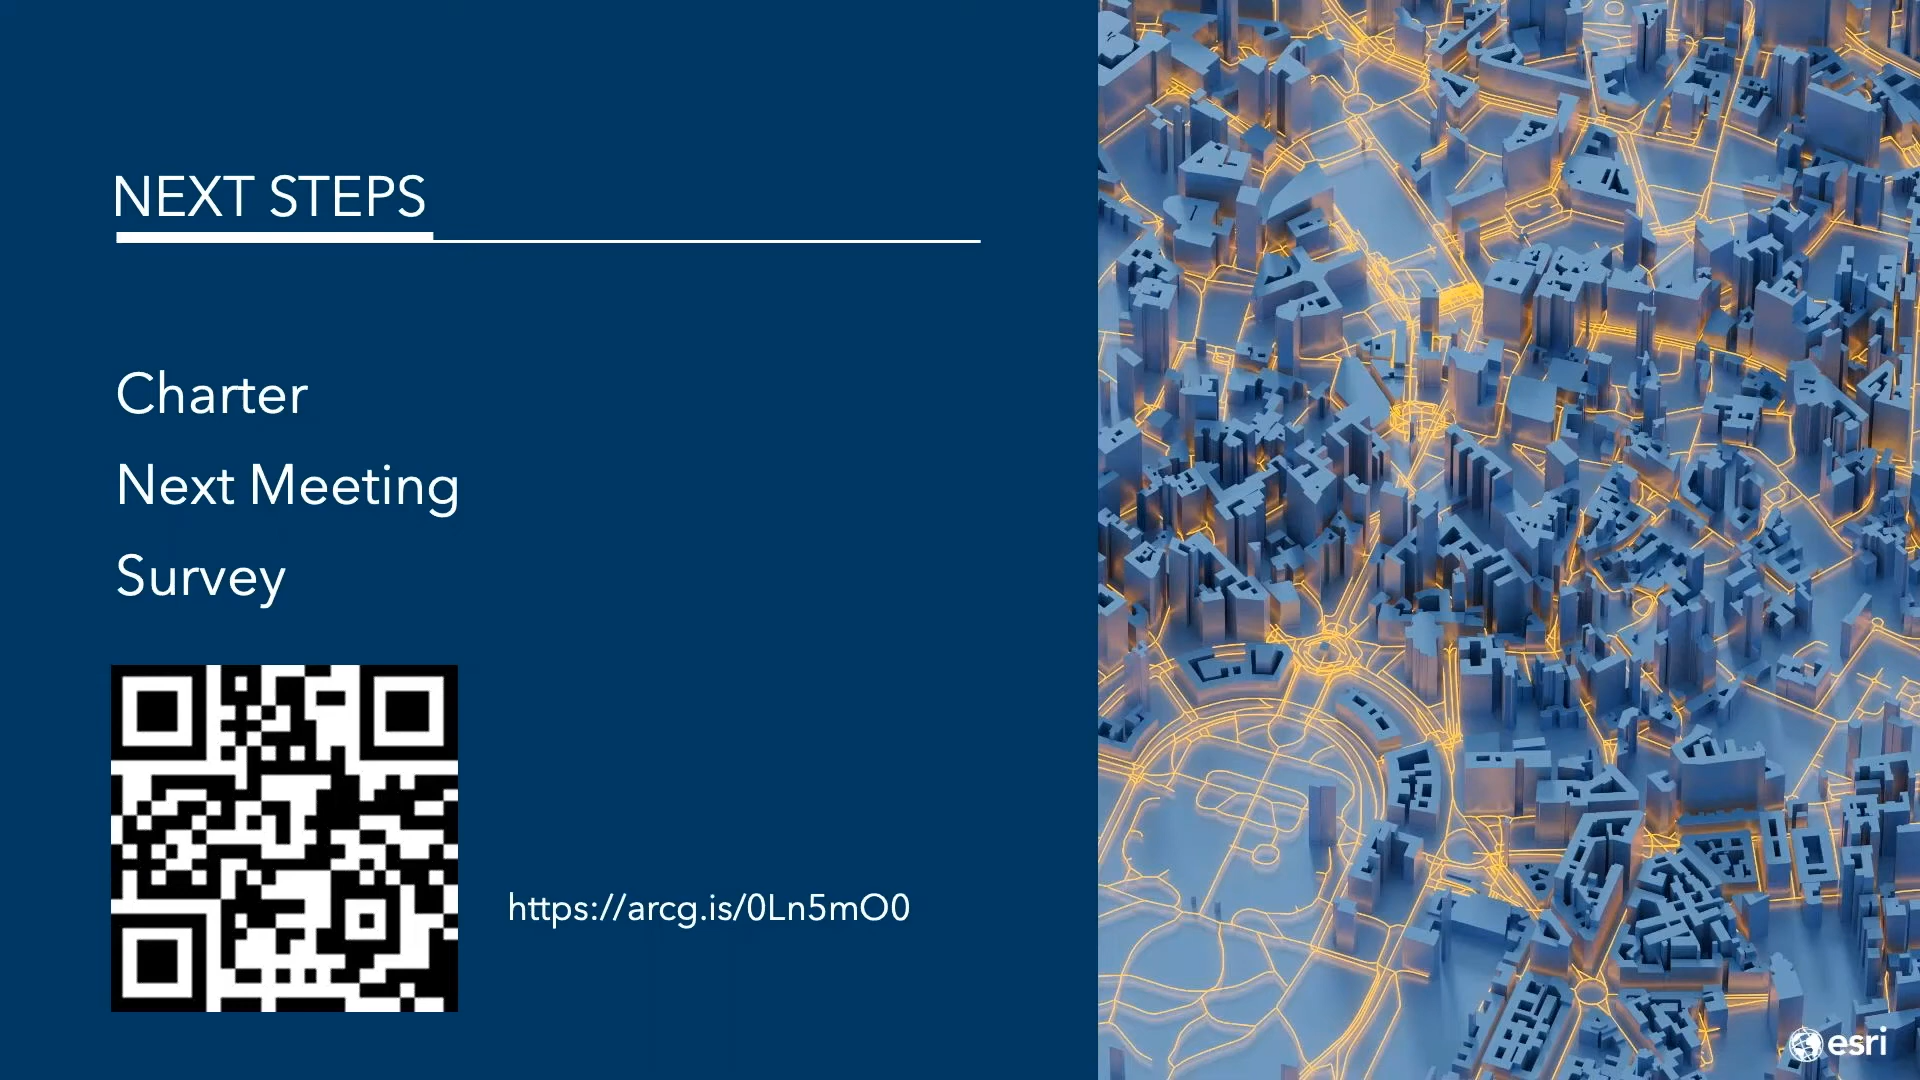 NEXT STEPS
Charter
Next Meeting
Survey
https://arcg.is/0Ln5mO0
esri